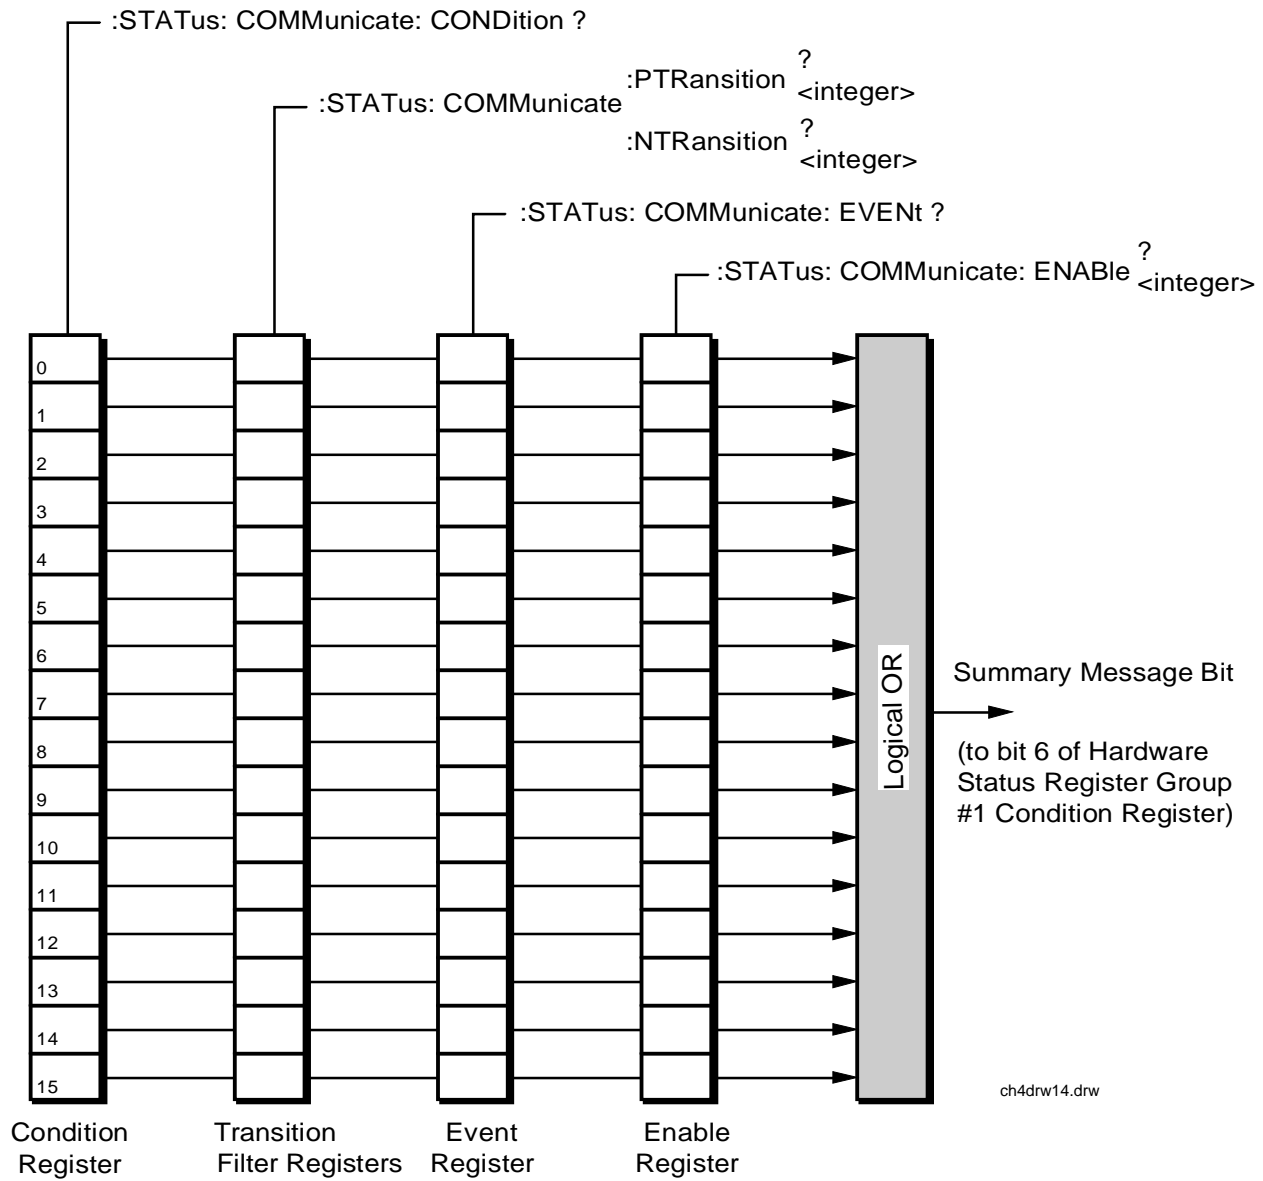 :STATus: COMMunicate: CONDition ?
:STATus: COMMunicate
:PTRansition ?
<integer>
:NTRansition ?
<integer>
:STATus: COMMunicate: EVENt ?
:STATus: COMMunicate: ENABle ?
<integer>
0
1
2
3
4
5
6
7
8
9
10
11
12
13
14
15
Logical OR
Summary Message Bit
(to bit 6 of Hardware
Status Register Group
#1 Condition Register)
ch4drw14.drw
Condition
Register
Transition
Filter Registers
Event
Register
Enable
Register